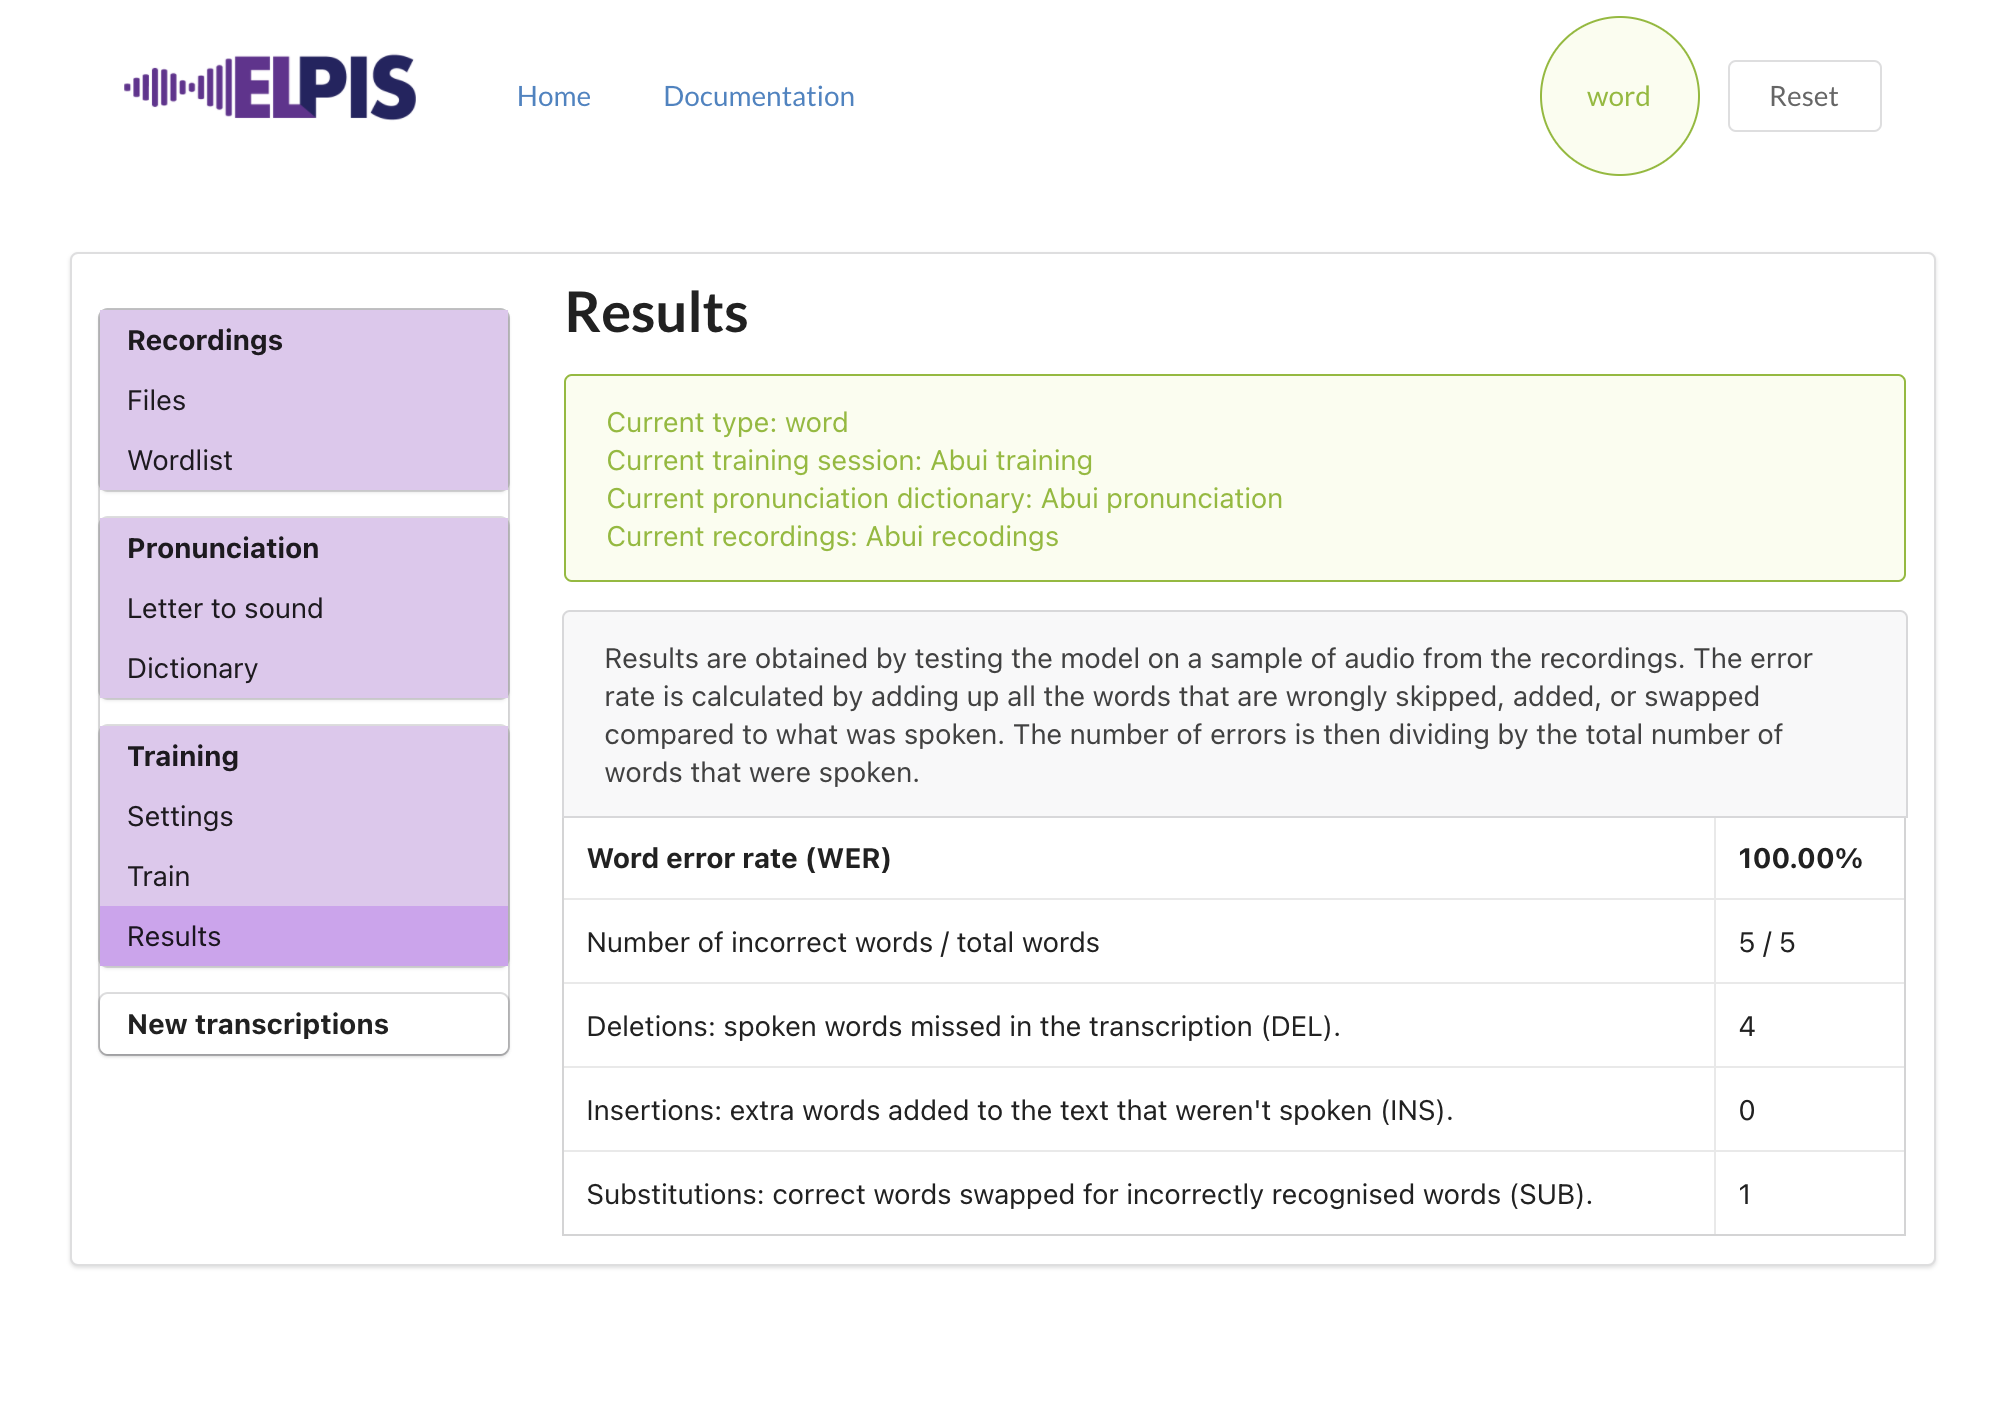 ELPIS
Home
Documentation
word
Reset
Recordings
Files
Wordlist
Pronunciation
Letter to sound
Dictionary
Training
Settings
Train
Results
New transcriptions
Results
Current type: word
Current training session: Abui training
Current pronunciation dictionary: Abui pronunciation
Current recordings: Abui recodings
Results are obtained by testing the model on a sample of audio from the recordings. The error
rate is calculated by adding up all the words that are wrongly skipped, added, or swapped
compared to what was spoken. The number of errors is then dividing by the total number of
words that were spoken.
Word error rate (WER) 100.00%
Number of incorrect words / total words 5 / 5
Deletions: spoken words missed in the transcription (DEL). 4
Insertions: extra words added to the text that weren't spoken (INS). 0
Substitutions: correct words swapped for incorrectly recognised words (SUB). 1